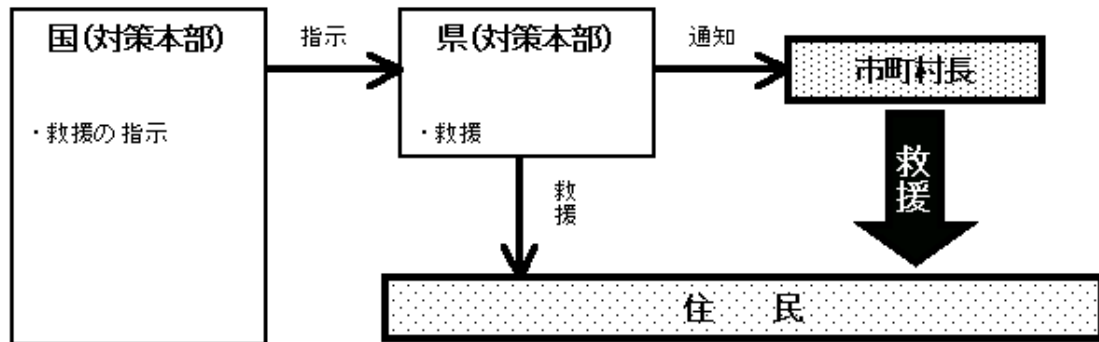 国(対策本部)
・救援の指示
指示
県(対策本部)
・救援
通知
市町村長
救援
救援
住　民